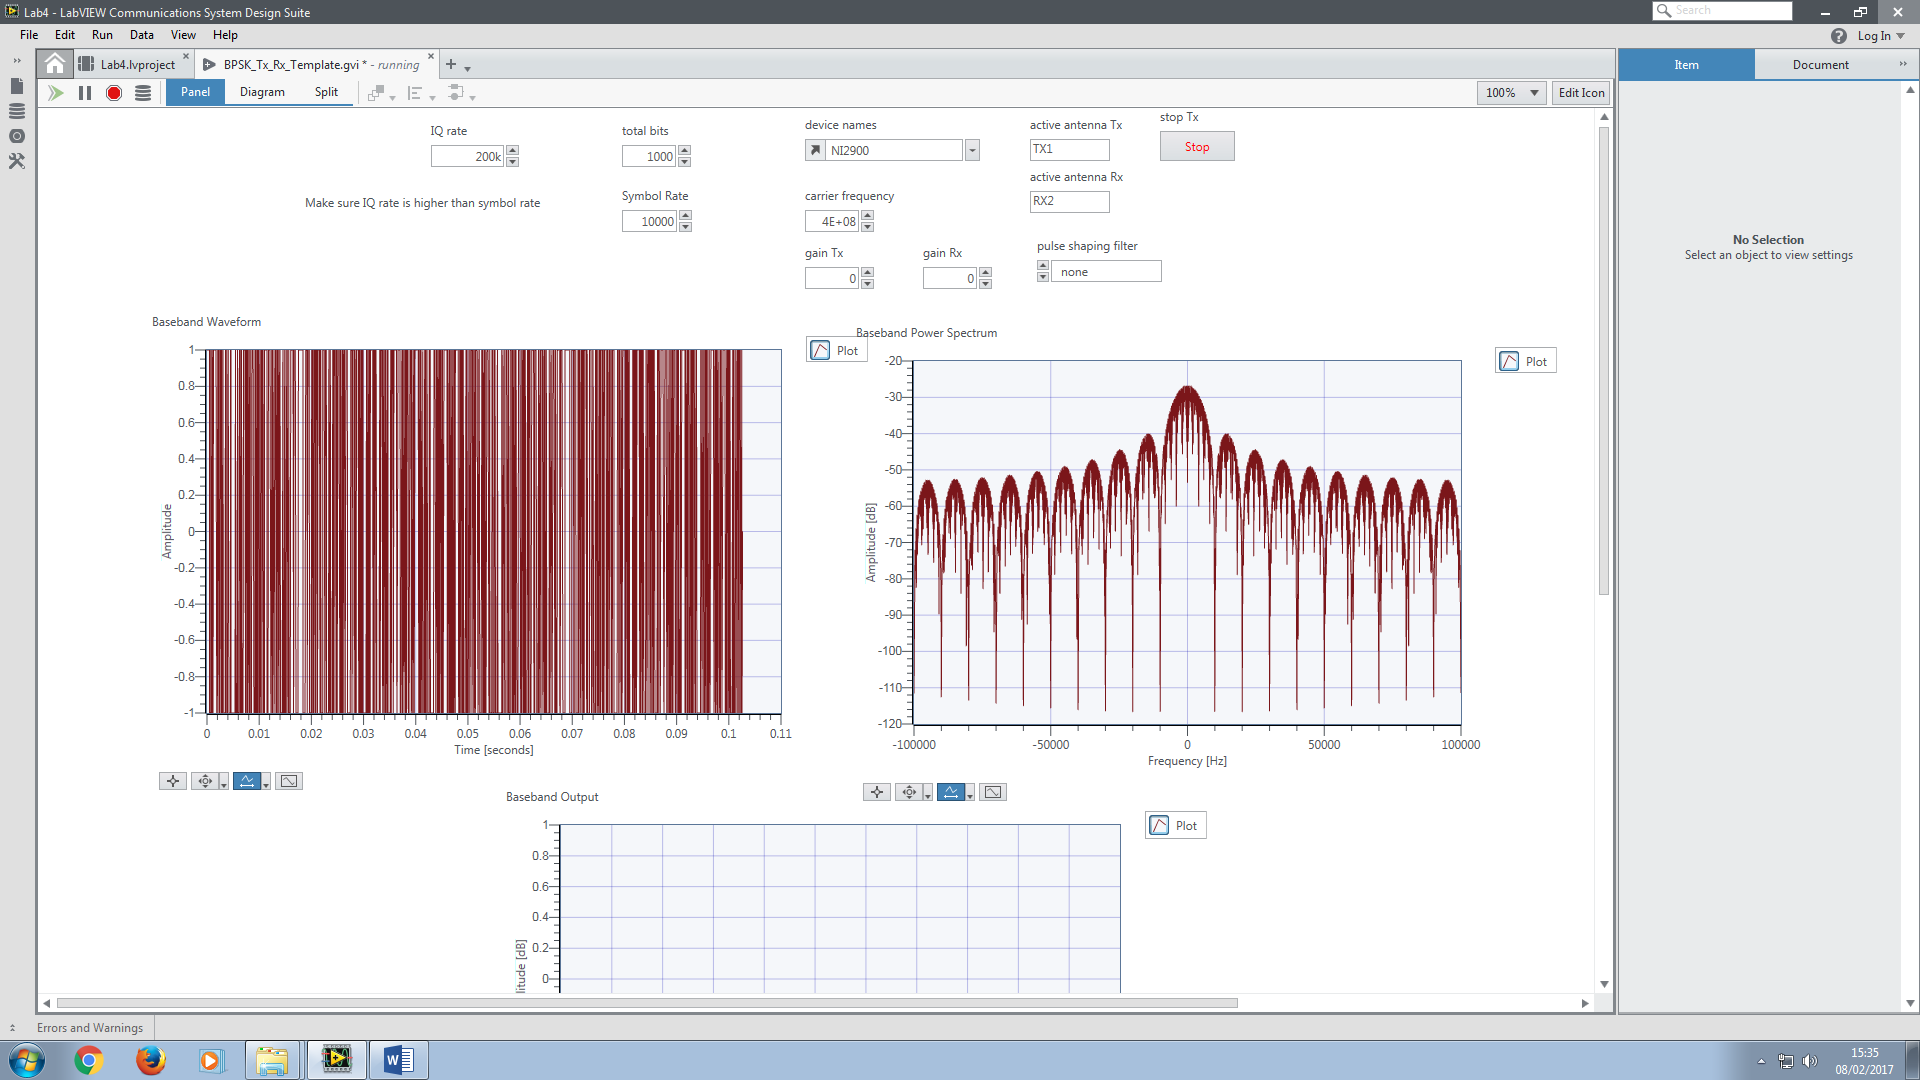 Lab4 - LabVIEW Communications System Design Suite
Search
File Edit Run Data View Help
Log In
Lab4.lvproject
BPSK_Tx_Rx_Template.gvi * - running
Item
Document
Panel
Diagram
Split
100%
Edit Icon
IQ rate
200k
total bits
1000
device names
NI2900
active antenna Tx
TX1
stop Tx
Stop
active antenna Rx
RX2
Make sure IQ rate is higher than symbol rate
Symbol Rate
10000
carrier frequency
4E+08
gain Tx
0
gain Rx
0
pulse shaping filter
none
No Selection
Select an object to view settings
Baseband Waveform
Plot
1
0.8
0.6
0.4
0.2
0
-0.2
-0.4
-0.6
-0.8
-1
Amplitude
0 0.01 0.02 0.03 0.04 0.05 0.06 0.07 0.08 0.09 0.1 0.11
Time [seconds]
Baseband Power Spectrum
Plot
-20
-30
-40
-50
-60
-70
-80
-90
-100
-110
-120
Amplitude [dB]
-100000 -50000 0 50000 100000
Frequency [Hz]
Baseband Output
Plot
1
0.8
0.6
0.4
0.2
0
litude [dB]
Errors and Warnings
15:35
08/02/2017